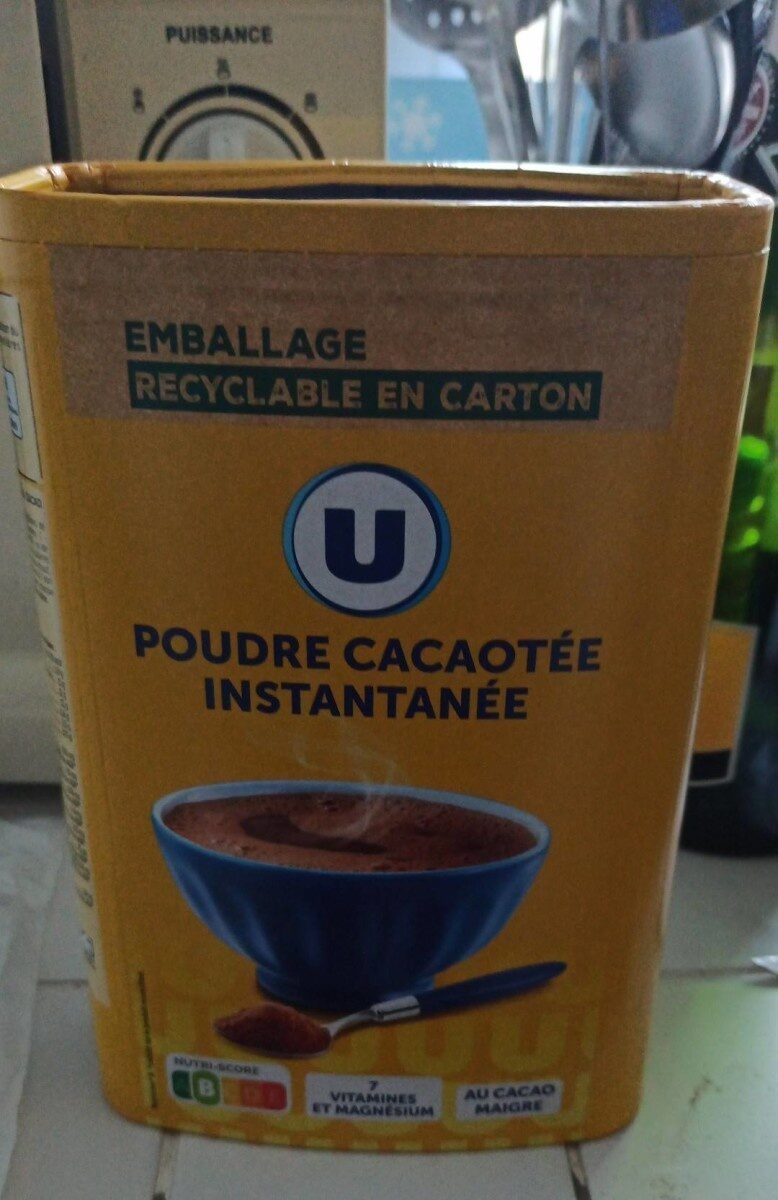 PUISSANCE
EMBALLAGE
RECYCLABLE EN CARTON
U
POUDRE CACAOTÉE
INSTANTANÉE
NUTRI-SCORE
B
7
VITAMINES
ET MAGNÉSIUM
AU CACAO
MAIGRE